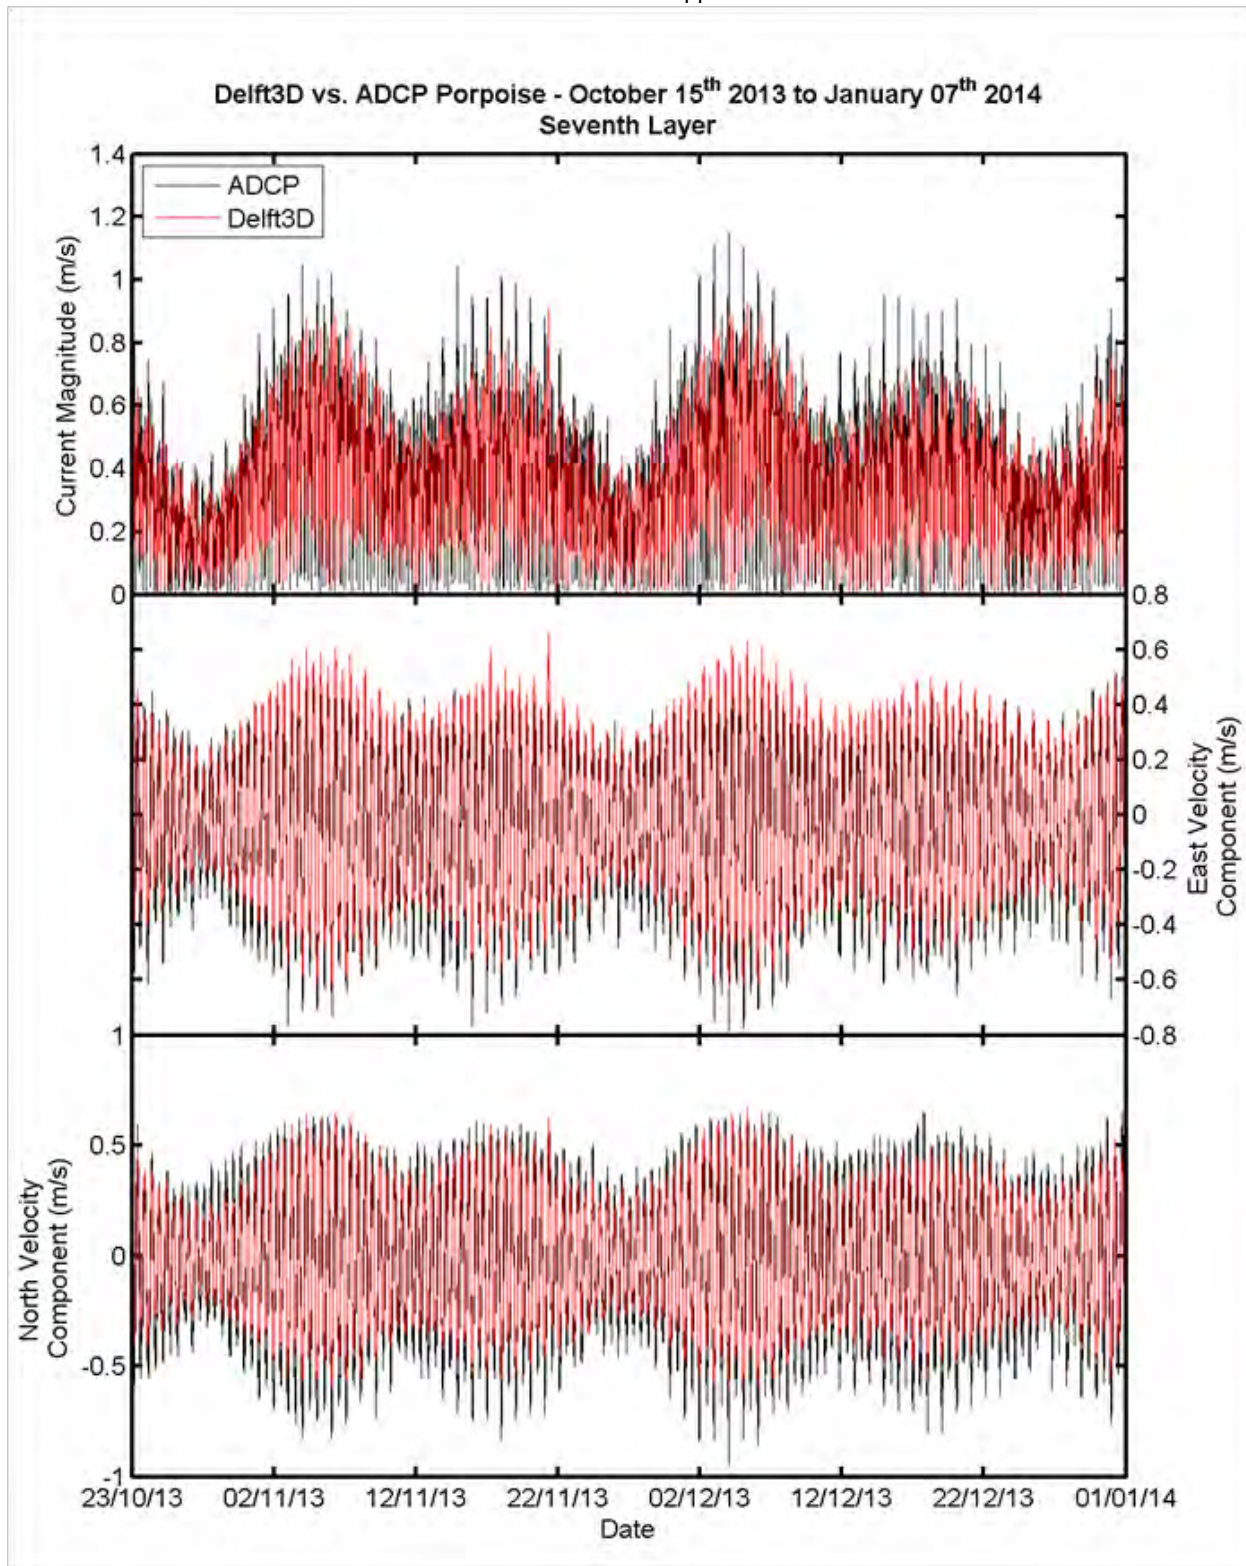 Delft3D vs. ADCP Porpoise - October 15th 2013 to January 07th 2014
Seventh Layer
ADCP
Delft3D
Current Magnitude (m/s)
1.4
1.2
1
0.8
0.6
0.4
0.2
0
East Velocity
Component (m/s)
0.8
0.6
0.4
0.2
0
-0.2
-0.4
-0.6
-0.8
North Velocity
Component (m/s)
1
0.5
0
-0.5
-1
23/10/13 02/11/13 12/11/13 22/11/13 02/12/13 12/12/13 22/12/13 01/01/14
Date